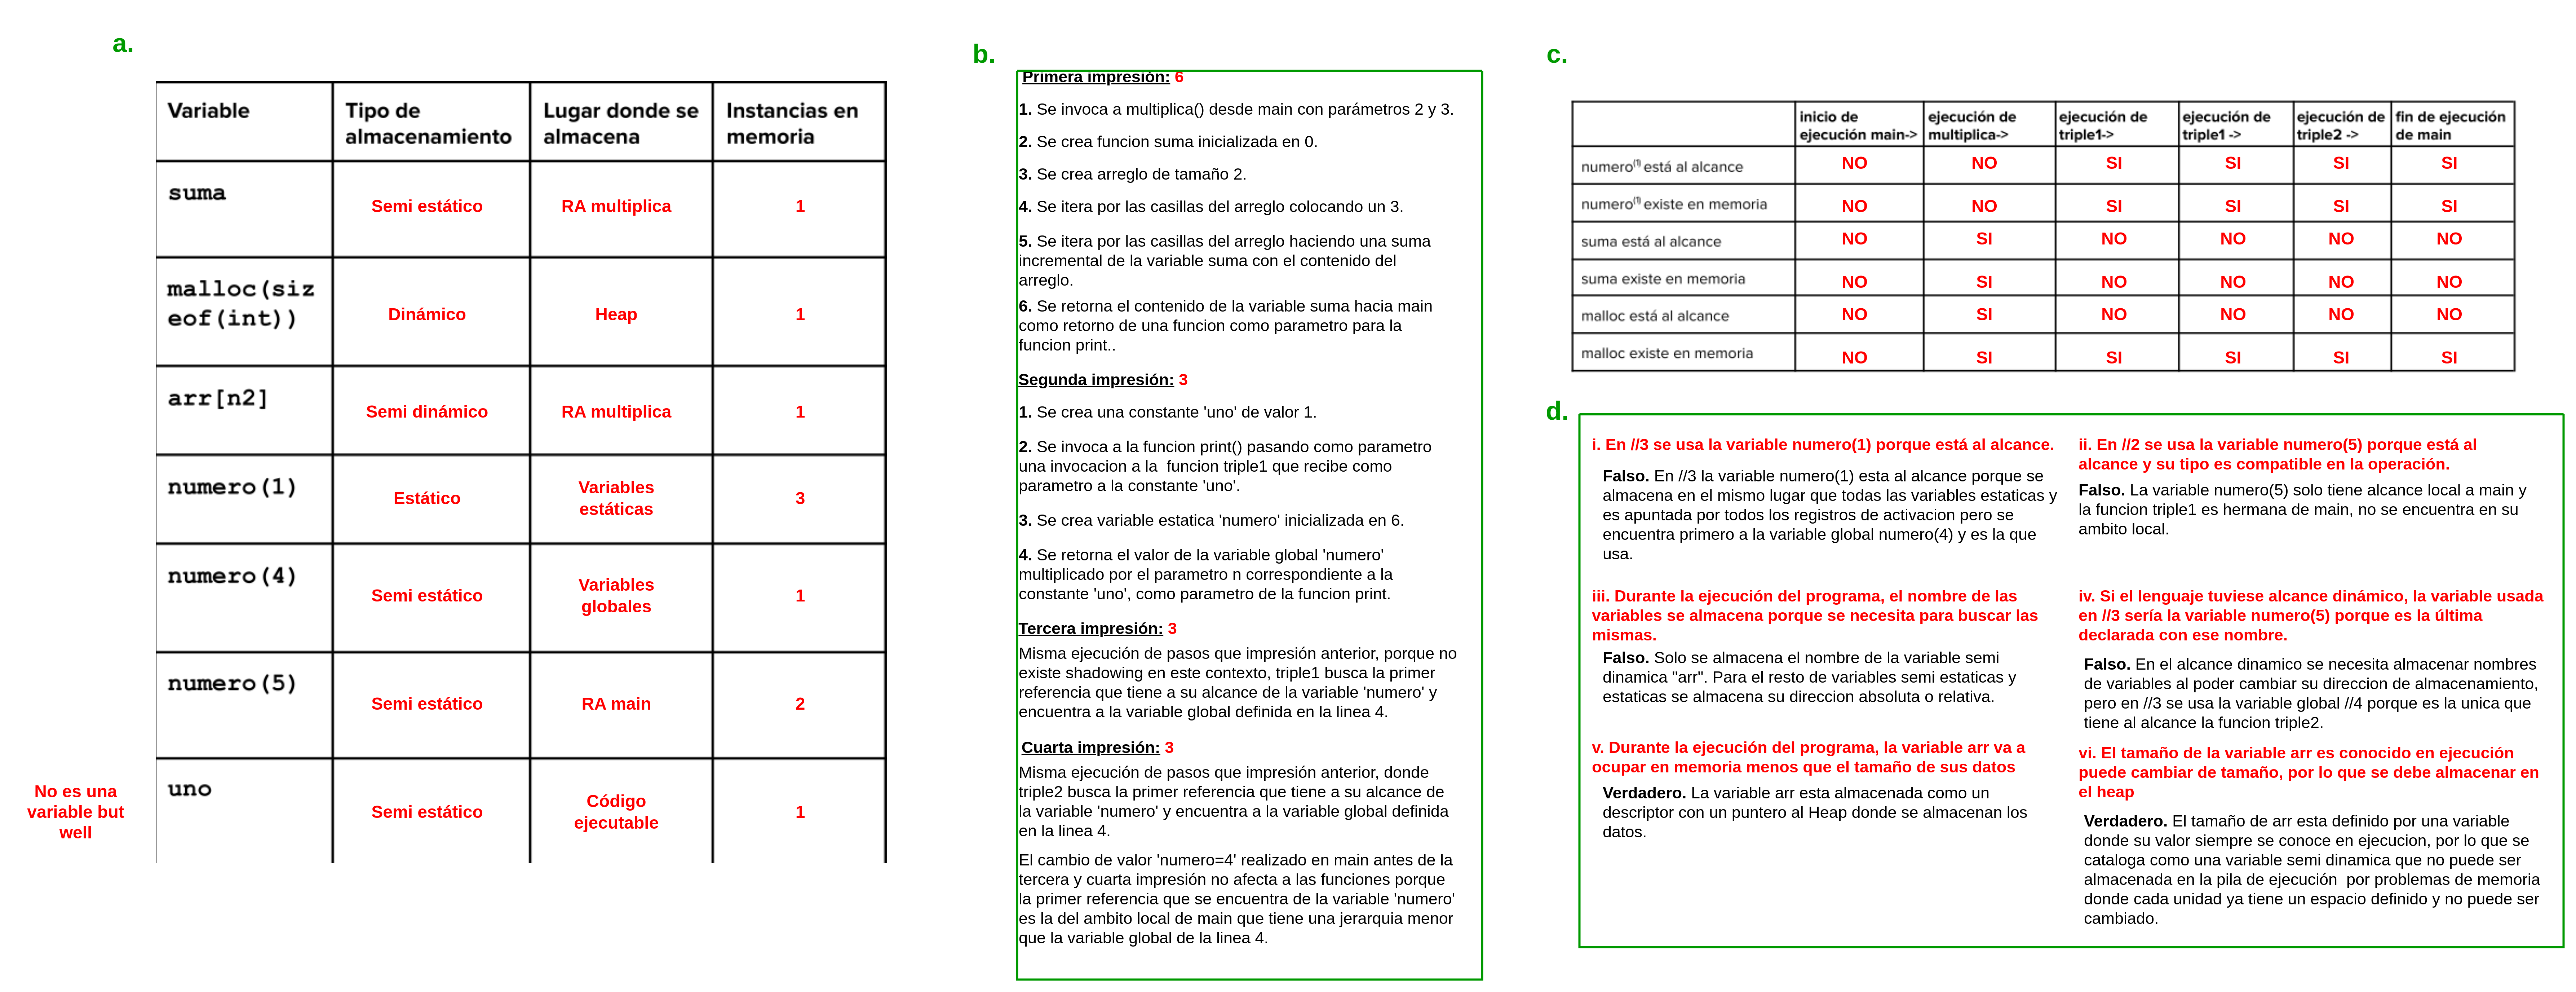 a.
Variable
Tipo de
almacenamiento
Lugar donde se
almacena
Instancias en
memoria
suma
Semi estático
RA multiplica
1
malloc(siz
eof(int))
Dinámico
Heap
1
arr[n2]
Semi dinámico
RA multiplica
1
numero(1)
Estático
Variables
estáticas
3
numero(4)
Semi estático
Variables
globales
1
numero(5)
Semi estático
RA main
2
No es una
variable but
well
uno
Semi estático
Código
ejecutable
1
b.
Primera impresión: 6
1. Se invoca a multiplica() desde main con parámetros 2 y 3.
2. Se crea funcion suma inicializada en 0.
3. Se crea arreglo de tamaño 2.
4. Se itera por las casillas del arreglo colocando un 3.
5. Se itera por las casillas del arreglo haciendo una suma
incremental de la variable suma con el contenido del
arreglo.
6. Se retorna el contenido de la variable suma hacia main
como retorno de una funcion como parametro para la
funcion print..
Segunda impresión: 3
1. Se crea una constante 'uno' de valor 1.
2. Se invoca a la funcion print() pasando como parametro
una invocacion a la  funcion triple1 que recibe como
parametro a la constante 'uno'.
3. Se crea variable estatica 'numero' inicializada en 6.
4. Se retorna el valor de la variable global 'numero'
multiplicado por el parametro n correspondiente a la
constante 'uno', como parametro de la funcion print.
Tercera impresión: 3
Misma ejecución de pasos que impresión anterior, porque no
existe shadowing en este contexto, triple1 busca la primer
referencia que tiene a su alcance de la variable 'numero' y
encuentra a la variable global definida en la linea 4.
Cuarta impresión: 3
Misma ejecución de pasos que impresión anterior, donde
triple2 busca la primer referencia que tiene a su alcance de
la variable 'numero' y encuentra a la variable global definida
en la linea 4.
El cambio de valor 'numero=4' realizado en main antes de la
tercera y cuarta impresión no afecta a las funciones porque
la primer referencia que se encuentra de la variable 'numero'
es la del ambito local de main que tiene una jerarquia menor
que la variable global de la linea 4.
c.
inicio de
ejecución main->
ejecución de
multiplica->
ejecución de
triple1->
ejecución de
triple1 ->
ejecución de
triple2 ->
fin de ejecución
de main
numero(1) está al alcance NO NO SI SI SI SI
numero(1) existe en memoria NO NO SI SI SI SI
suma está al alcance NO SI NO NO NO NO
suma existe en memoria NO SI NO NO NO NO
malloc está al alcance NO SI NO NO NO NO
malloc existe en memoria NO SI SI SI SI SI
d.
i. En //3 se usa la variable numero(1) porque está al alcance.
Falso. En //3 la variable numero(1) esta al alcance porque se
almacena en el mismo lugar que todas las variables estaticas y
es apuntada por todos los registros de activacion pero se
encuentra primero a la variable global numero(4) y es la que
usa.
ii. En //2 se usa la variable numero(5) porque está al
alcance y su tipo es compatible en la operación.
Falso. La variable numero(5) solo tiene alcance local a main y
la funcion triple1 es hermana de main, no se encuentra en su
ambito local.
iii. Durante la ejecución del programa, el nombre de las
variables se almacena porque se necesita para buscar las
mismas.
Falso. Solo se almacena el nombre de la variable semi
dinamica "arr". Para el resto de variables semi estaticas y
estaticas se almacena su direccion absoluta o relativa.
iv. Si el lenguaje tuviese alcance dinámico, la variable usada
en //3 sería la variable numero(5) porque es la última
declarada con ese nombre.
Falso. En el alcance dinamico se necesita almacenar nombres
de variables al poder cambiar su direccion de almacenamiento,
pero en //3 se usa la variable global //4 porque es la unica que
tiene al alcance la funcion triple2.
v. Durante la ejecución del programa, la variable arr va a
ocupar en memoria menos que el tamaño de sus datos
Verdadero. La variable arr esta almacenada como un
descriptor con un puntero al Heap donde se almacenan los
datos.
vi. El tamaño de la variable arr es conocido en ejecución
puede cambiar de tamaño, por lo que se debe almacenar en
el heap
Verdadero. El tamaño de arr esta definido por una variable
donde su valor siempre se conoce en ejecucion, por lo que se
cataloga como una variable semi dinamica que no puede ser
almacenada en la pila de ejecución  por problemas de memoria
donde cada unidad ya tiene un espacio definido y no puede ser
cambiado.